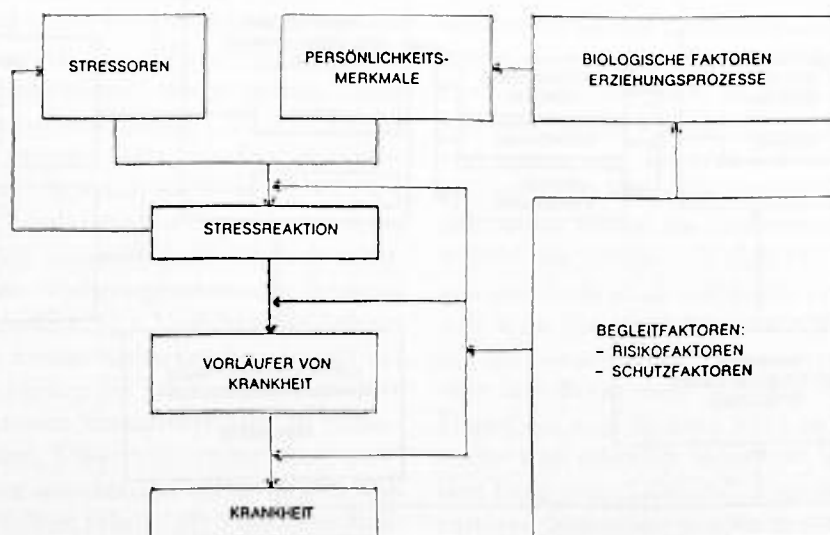 STRESSOREN
PERSÖNLICHKEITS-
MERKMALE
BIOLOGISCHE FAKTOREN
ERZIEHUNGSPROZESSE
STRESSREAKTION
VORLÄUFER VON
KRANKHEIT
BEGLEITFAKTOREN:
– RISIKOFAKTOREN
– SCHUTZFAKTOREN
KRANKHEIT